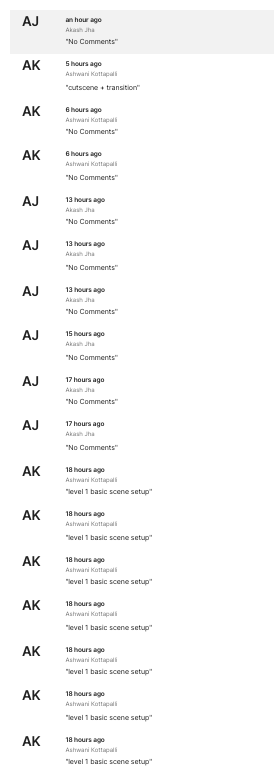 AJ
an hour ago
Akash Jha
"No Comments"
AK
5 hours ago
Ashwani Kottapalli
"cutscene + transition"
AK
6 hours ago
Ashwani Kottapalli
"No Comments"
AK
6 hours ago
Ashwani Kottapalli
"No Comments"
AJ
13 hours ago
Akash Jha
"No Comments"
AJ
13 hours ago
Akash Jha
"No Comments"
AJ
13 hours ago
Akash Jha
"No Comments"
AJ
15 hours ago
Akash Jha
"No Comments"
AJ
17 hours ago
Akash Jha
"No Comments"
AJ
17 hours ago
Akash Jha
"No Comments"
AK
18 hours ago
Ashwani Kottapalli
"level 1 basic scene setup"
AK
18 hours ago
Ashwani Kottapalli
"level 1 basic scene setup"
AK
18 hours ago
Ashwani Kottapalli
"level 1 basic scene setup"
AK
18 hours ago
Ashwani Kottapalli
"level 1 basic scene setup"
AK
18 hours ago
Ashwani Kottapalli
"level 1 basic scene setup"
AK
18 hours ago
Ashwani Kottapalli
"level 1 basic scene setup"
AK
18 hours ago
Ashwani Kottapalli
"level 1 basic scene setup"